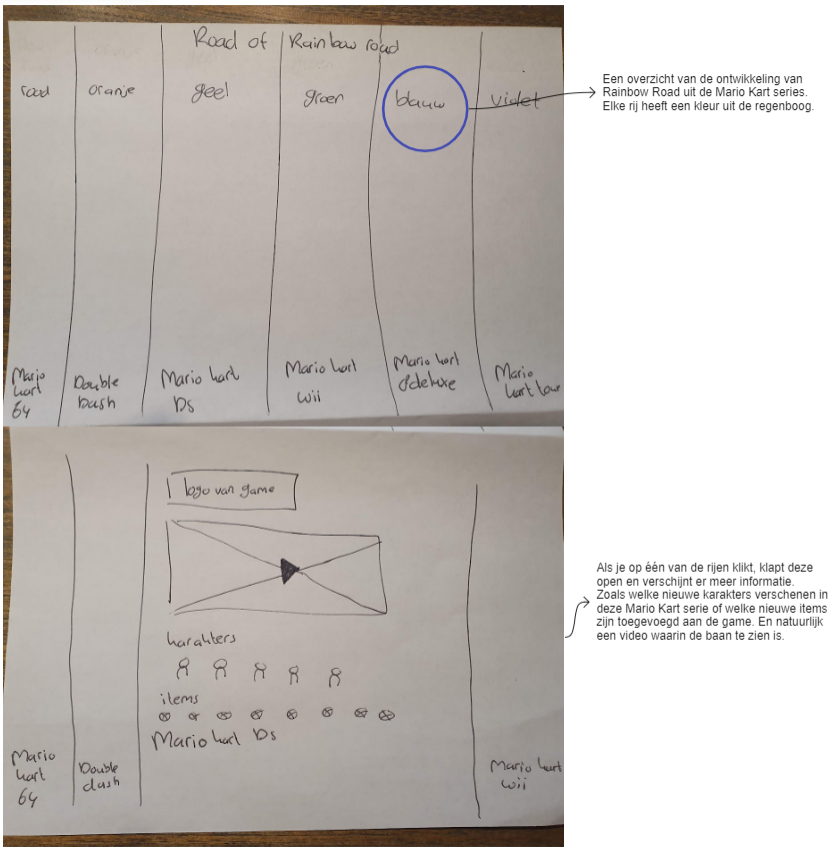 Road of Rainbow road
rood oranje geel groen blauw violet
Mario kart 64
Double Dash
Mario kart DS
Mario kart wii
Mario kart 8 deluxe
Mario kart tour
Een overzicht van de ontwikkeling van
Rainbow Road uit de Mario Kart series.
Elke rij heeft een kleur uit de regenboog.
logo van game
karakters
items
Mario kart Ds
Mario kart 64
Double dash
Mario kart wii
Als je op één van de rijen klikt, klapt deze
open en verschijnt er meer informatie.
Zoals welke nieuwe karakters verschenen in
deze Mario Kart serie of welke nieuwe items
zijn toegevoegd aan de game. En natuurlijk
een video waarin de baan te zien is.